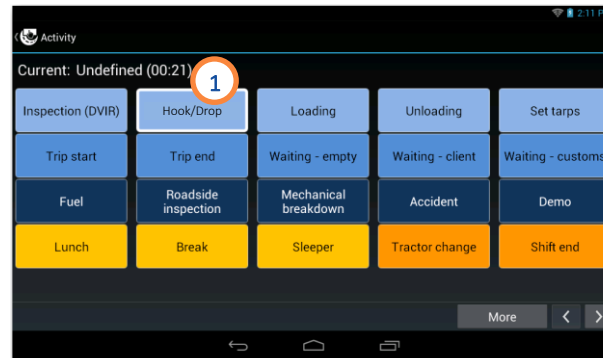 2:11 P
Activity
Current: Undefined (00:21)
1
Inspection (DVIR) Hook/Drop Loading Unloading Set tarps
Trip start Trip end Waiting - empty Waiting - client Waiting - customs
Fuel Roadside inspection Mechanical breakdown Accident Demo
Lunch Break Sleeper Tractor change Shift end
More